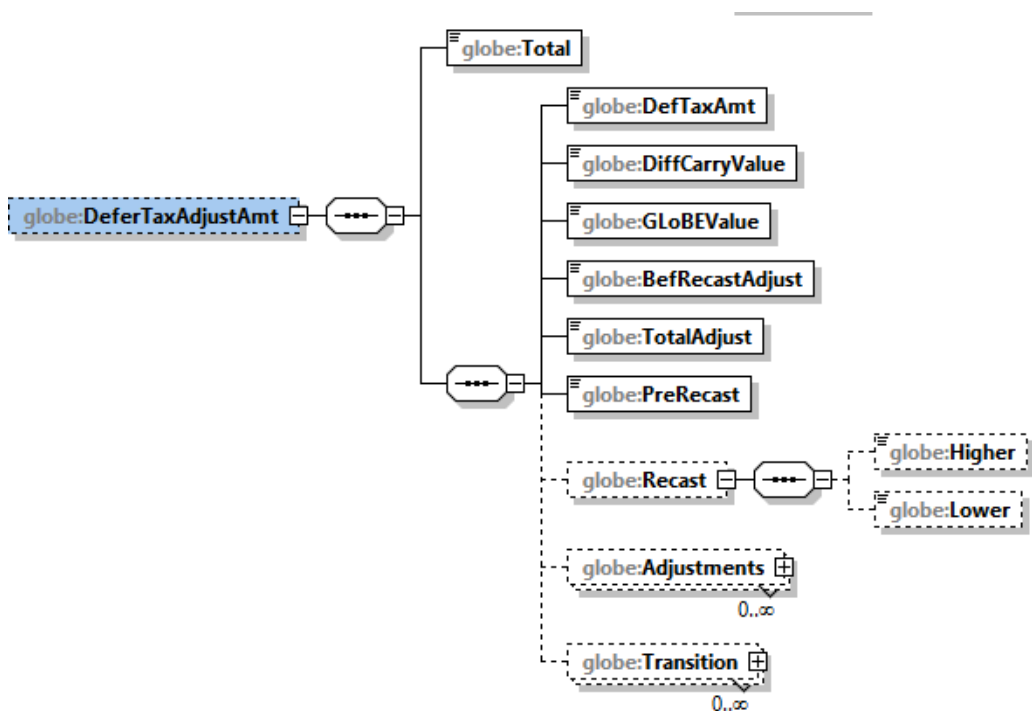 globe:Total
globe:DefTaxAmt
globe:DiffCarryValue
globe:DeferTaxAdjustAmt
globe:GLoBEValue
globe:BefRecastAdjust
globe:TotalAdjust
globe:PreRecast
globe:Higher
globe:Recast
globe:Lower
globe:Adjustments
0..∞
globe:Transition
0..∞